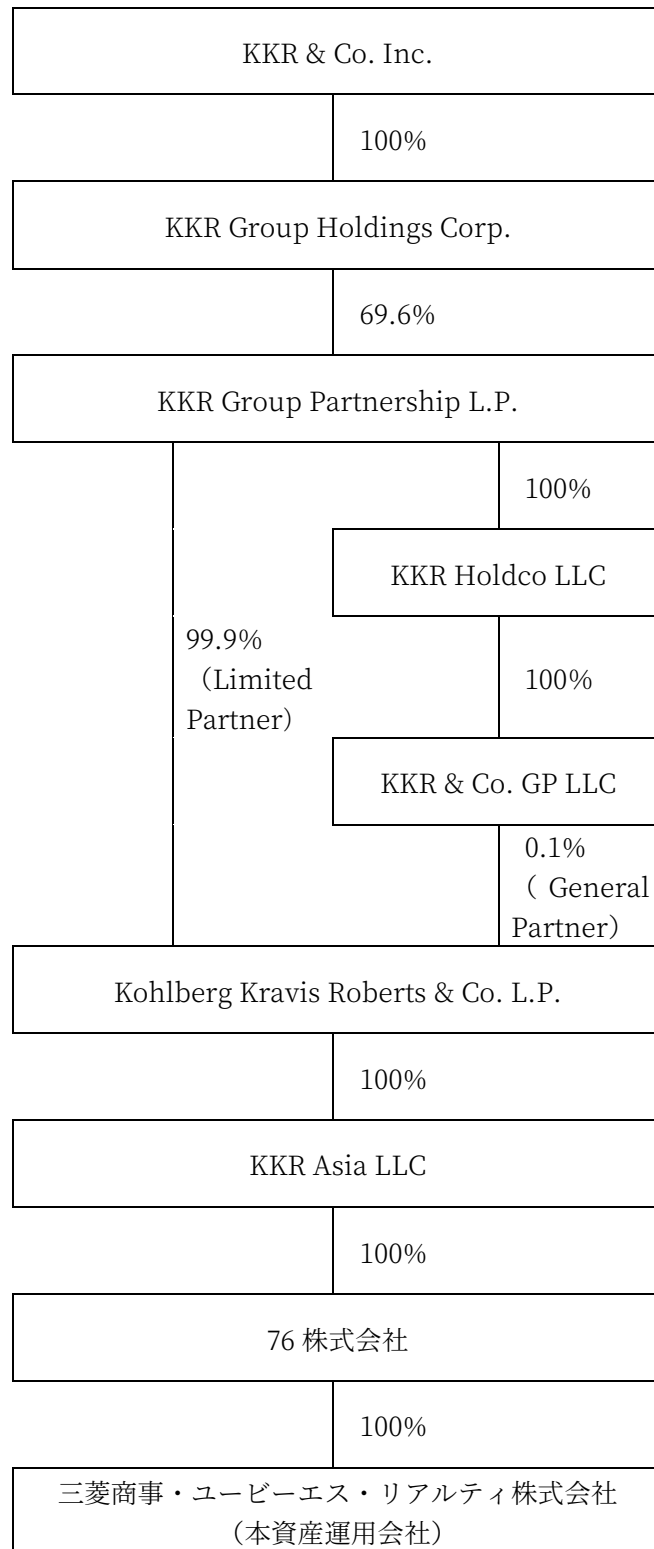 KKR & Co. Inc.
100%
KKR Group Holdings Corp.
69.6%
KKR Group Partnership L.P.
100%
KKR Holdco LLC
99.9%
（Limited
Partner）
100%
KKR & Co. GP LLC
0.1%
（ General
Partner）
Kohlberg Kravis Roberts & Co. L.P.
100%
KKR Asia LLC
100%
76 株式会社
100%
三菱商事・ユービーエス・リアルティ株式会社
（本資産運用会社）